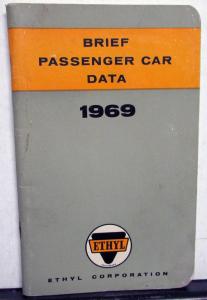 BRIEF
PASSENGER CAR
DATA
1969
ETHYL
ETHYL CORPORATION